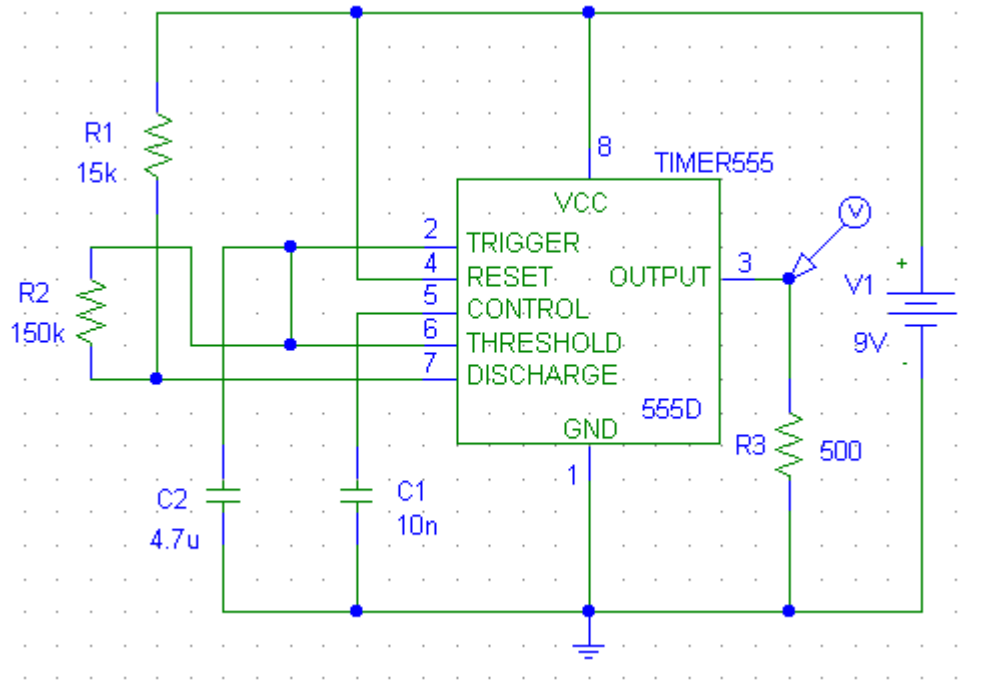 R1
15k
8
TIMER555
VCC
2
TRIGGER
V
4
RESET
OUTPUT
3
+
V1
R2
150k
5
CONTROL
6
THRESHOLD
9V
7
DISCHARGE
-
555D
GND
R3
500
1
C2
4.7u
C1
10n